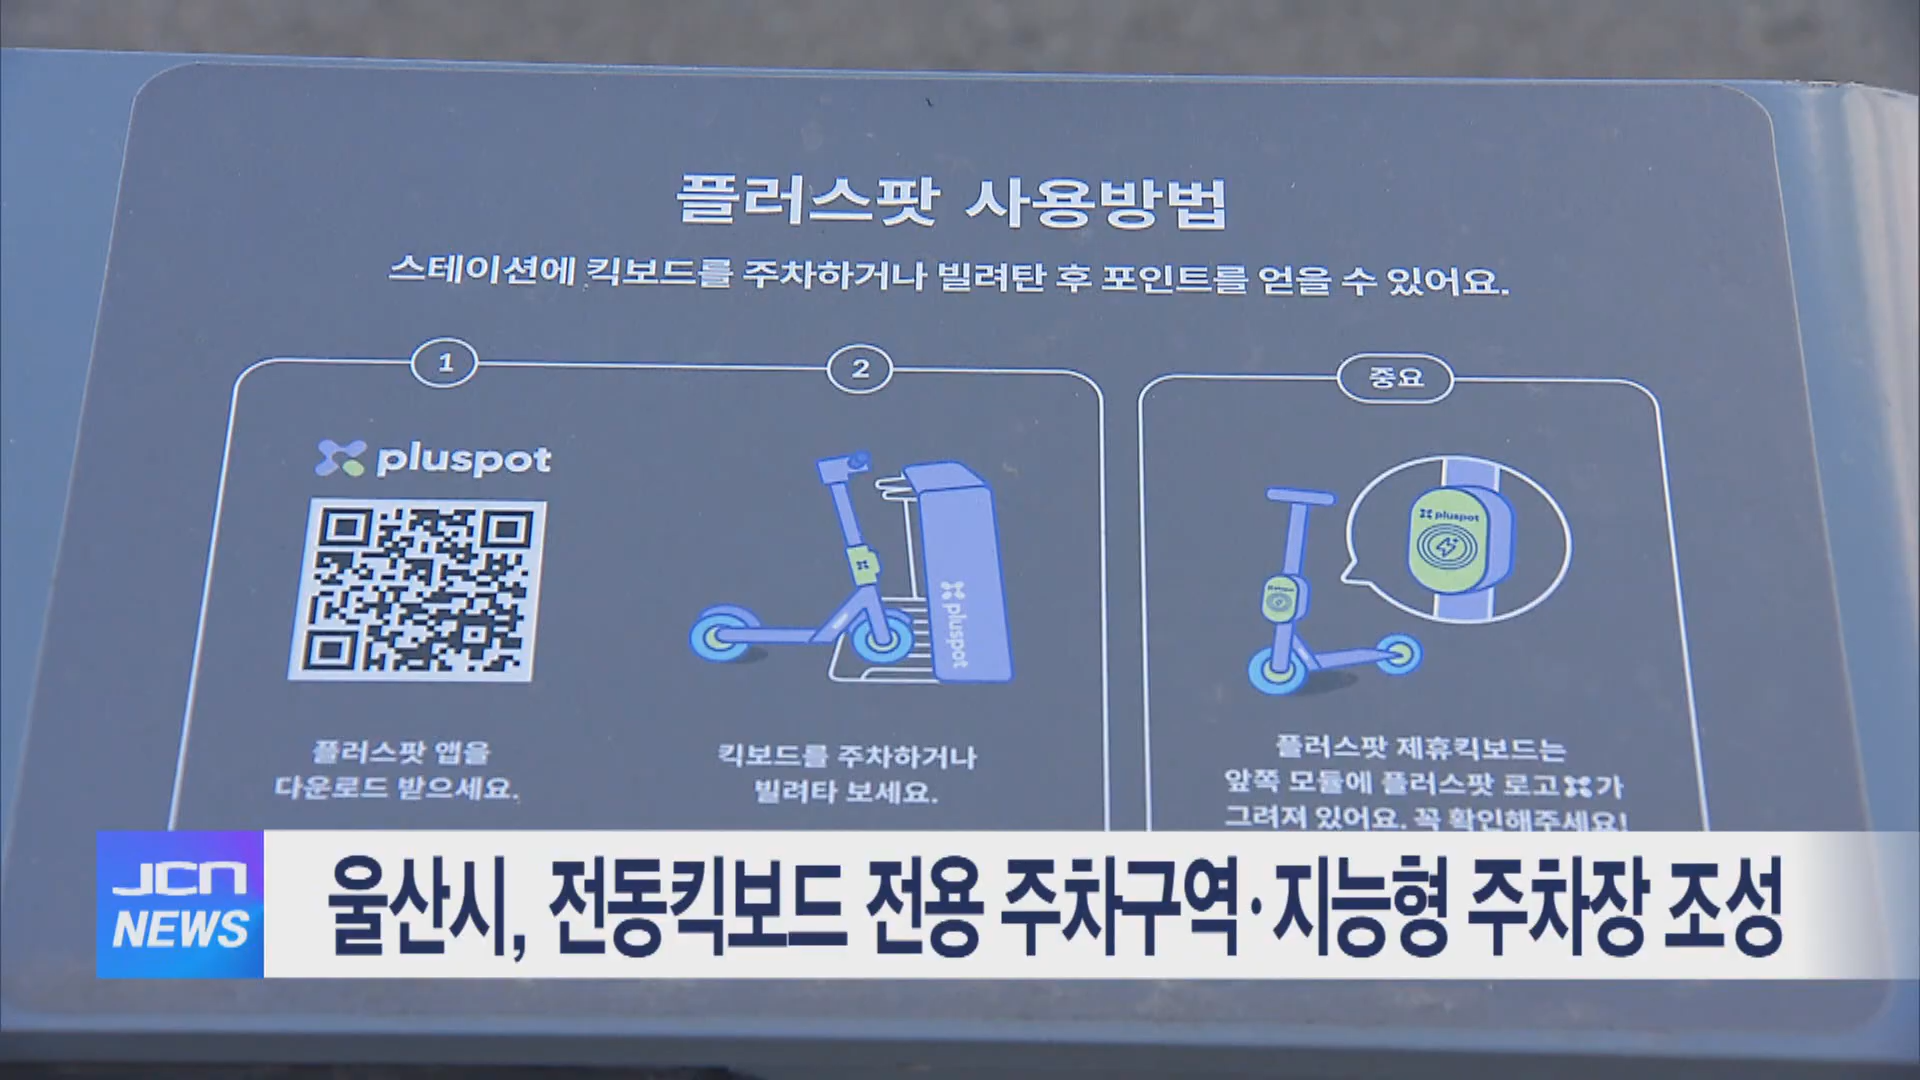 플러스팟 사용방법
스테이션에 킥보드를 주차하거나 빌려탄 후 포인트를 얻을 수 있어요.
1
2
중요
pluspot
pluspot
pluspot
플러스팟 앱을
다운로드 받으세요.
킥보드를 주차하거나
빌려타 보세요.
플러스팟 제휴킥보드는
앞쪽 모듈에 플러스팟 로고 가
그려져 있어요. 꼭 확인해주세요!
JCN
NEWS
울산시, 전동킥보드 전용 주차구역·지능형 주차장 조성